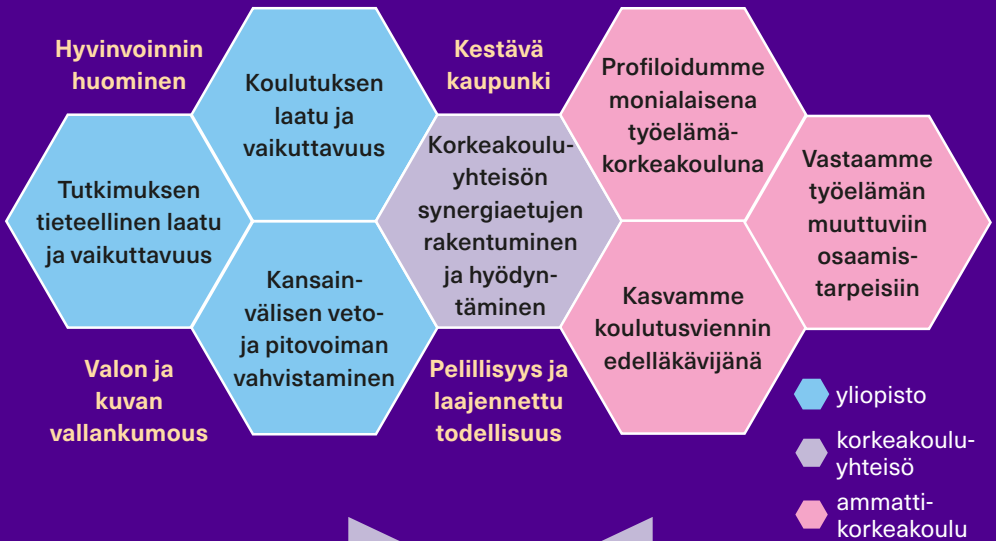 Hyvinvoinnin
huominen
Koulutuksen
laatu ja
vaikuttavuus
Kestävä
kaupunki
Profiloidumme
monialaisena
työelämä-
korkeakouluna
Tutkimuksen
tieteellinen laatu
ja vaikuttavuus
Korkeakoulu-
yhteisön
synergiaetujen
rakentuminen
ja hyödyn-
täminen
Vastaamme
työelämän
muuttuviin
osaamis-
tarpeisiin
Kansain-
välisen veto-
ja pitovoiman
vahvistaminen
Kasvamme
koulutusviennin
edelläkävijänä
Valon ja
kuvan
vallankumous
Pelillisyys ja
laajennettu
todellisuus
yliopisto
korkeakoulu-
yhteisö
ammatti-
korkeakoulu